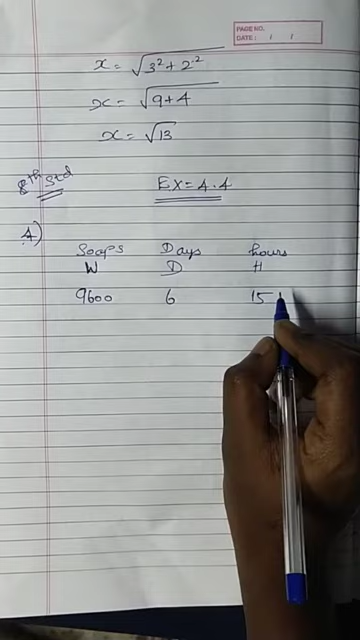 PAGE NO.
DATE: / /
x = √3² + 2²
x = √9 + 4
x = √13
8th Std
Ex = 4.4
4)
Soaps Days hours
W D H
9600 6 15